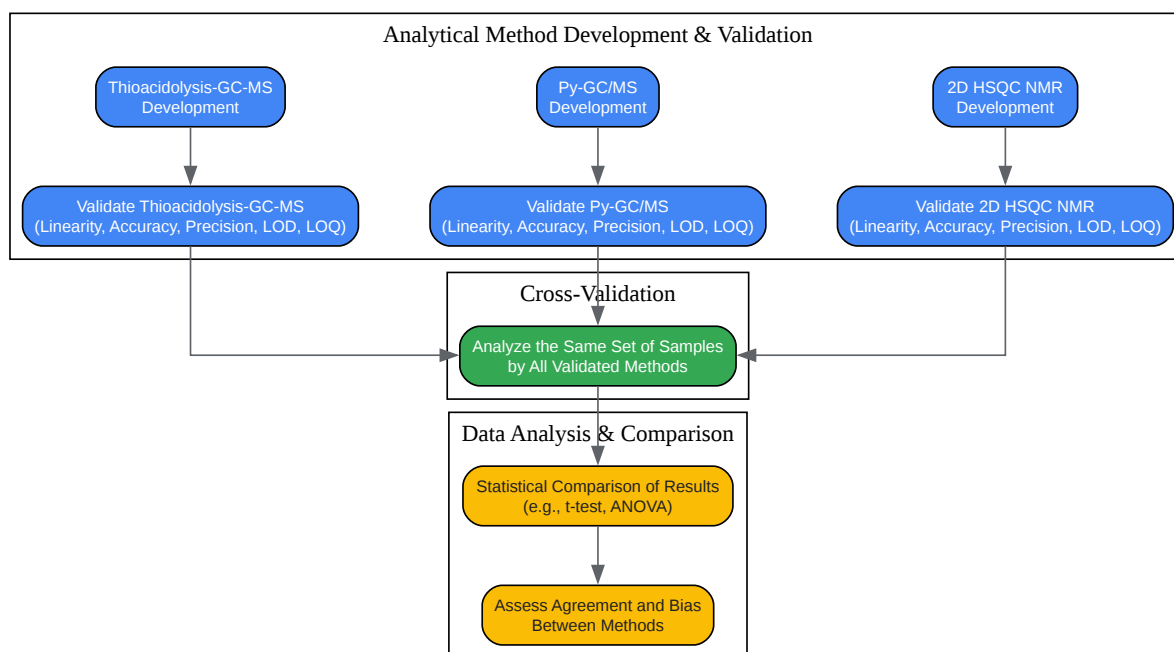 Analytical Method Development & Validation
Thioacidolysis-GC-MS
Development
Py-GC/MS
Development
2D HSQC NMR
Development
Validate Thioacidolysis-GC-MS
(Linearity, Accuracy, Precision, LOD, LOQ)
Validate Py-GC/MS
(Linearity, Accuracy, Precision, LOD, LOQ)
Validate 2D HSQC NMR
(Linearity, Accuracy, Precision, LOD, LOQ)
Cross-Validation
Analyze the Same Set of Samples
by All Validated Methods
Data Analysis & Comparison
Statistical Comparison of Results
(e.g., t-test, ANOVA)
Assess Agreement and Bias
Between Methods